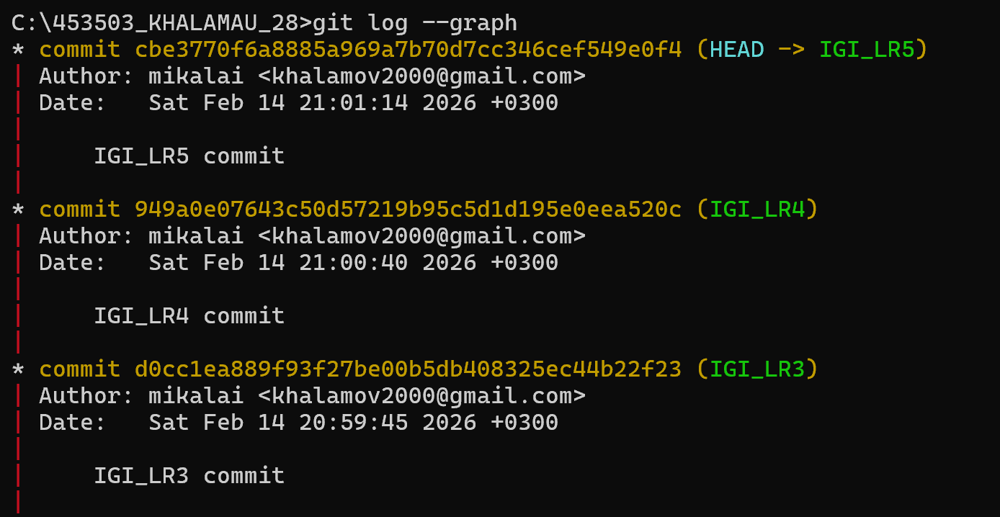 C:\453503_KHALAMAU_28>git log --graph
* commit cbe3770f6a8885a969a7b70d7cc346cef549e0f4 (HEAD -> IGI_LR5)
| Author: mikalai <khalamov2000@gmail.com>
| Date:   Sat Feb 14 21:01:14 2026 +0300
|
|     IGI_LR5 commit
|
* commit 949a0e07643c50d57219b95c5d1d195e0eea520c (IGI_LR4)
| Author: mikalai <khalamov2000@gmail.com>
| Date:   Sat Feb 14 21:00:40 2026 +0300
|
|     IGI_LR4 commit
|
* commit d0cc1ea889f93f27be00b5db408325ec44b22f23 (IGI_LR3)
| Author: mikalai <khalamov2000@gmail.com>
| Date:   Sat Feb 14 20:59:45 2026 +0300
|
|     IGI_LR3 commit
|